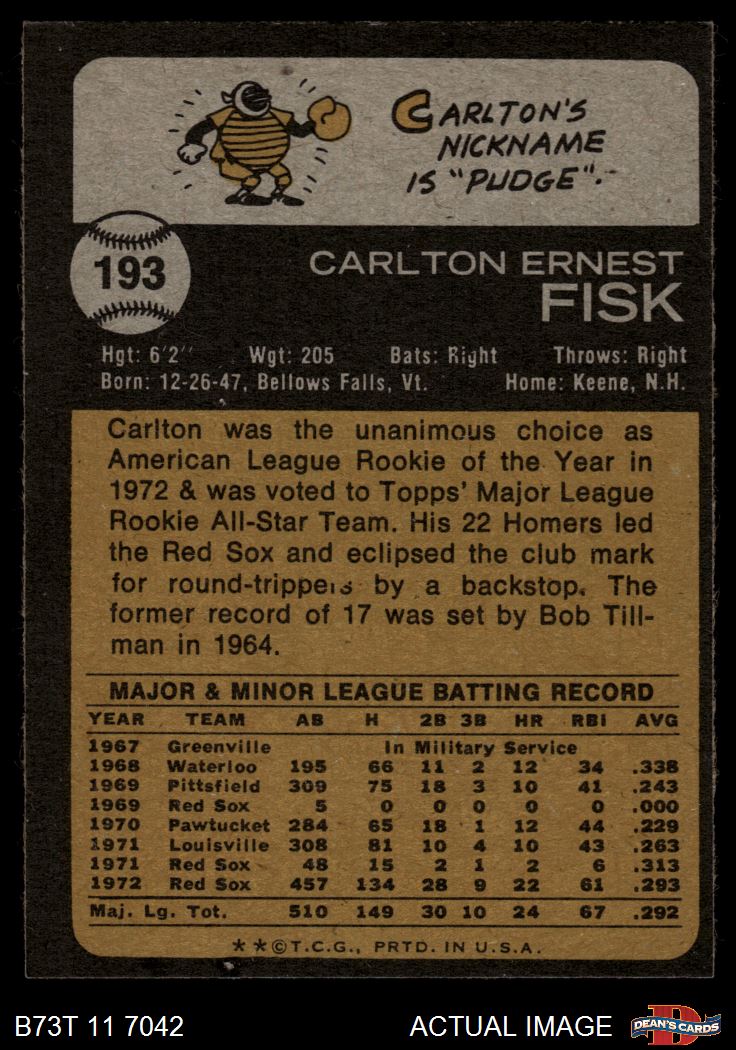 CARLTON'S
NICKNAME
IS "PUDGE".
193
CARLTON ERNEST
FISK
Hgt: 6'2" Wgt: 205 Bats: Right Throws: Right
Born: 12-26-47, Bellows Falls, Vt. Home: Keene, N.H.
Carlton was the unanimous choice as
American League Rookie of the Year in
1972 & was voted to Topps' Major League
Rookie All-Star Team. His 22 Homers led
the Red Sox and eclipsed the club mark
for round-trippers by a backstop. The
former record of 17 was set by Bob Till-
man in 1964.
MAJOR & MINOR LEAGUE BATTING RECORD
YEAR TEAM AB H 2B 3B HR RBI AVG
1967 Greenville In Military Service
1968 Waterloo 195 66 11 2 12 34 .338
1969 Pittsfield 309 75 18 3 10 41 .243
1969 Red Sox 5 0 0 0 0 0 .000
1970 Pawtucket 284 65 18 1 12 44 .229
1971 Louisville 308 81 10 4 10 43 .263
1971 Red Sox 48 15 2 1 2 6 .313
1972 Red Sox 457 134 28 9 22 61 .293
Maj. Lg. Tot. 510 149 30 10 24 67 .292
**©T.C.G., PRTD. IN U.S.A.
B73T 11 7042 ACTUAL IMAGE DEAN'S CARDS